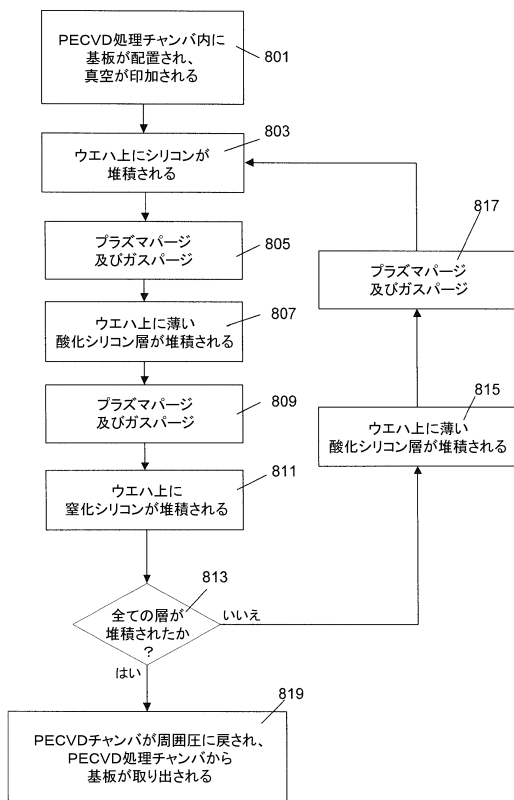 PECVD処理チャンバ内に
基板が配置され、
真空が印加される
801
803
ウエハ上にシリコンが
堆積される
805
プラズマパージ
及びガスパージ
807
ウエハ上に薄い
酸化シリコン層が堆積される
809
プラズマパージ
及びガスパージ
811
ウエハ上に
窒化シリコンが堆積される
813
全ての層が
堆積されたか
?
いいえ
はい
815
ウエハ上に薄い
酸化シリコン層が堆積される
817
プラズマパージ
及びガスパージ
819
PECVDチャンバが周囲圧に戻され、
PECVD処理チャンバから
基板が取り出される